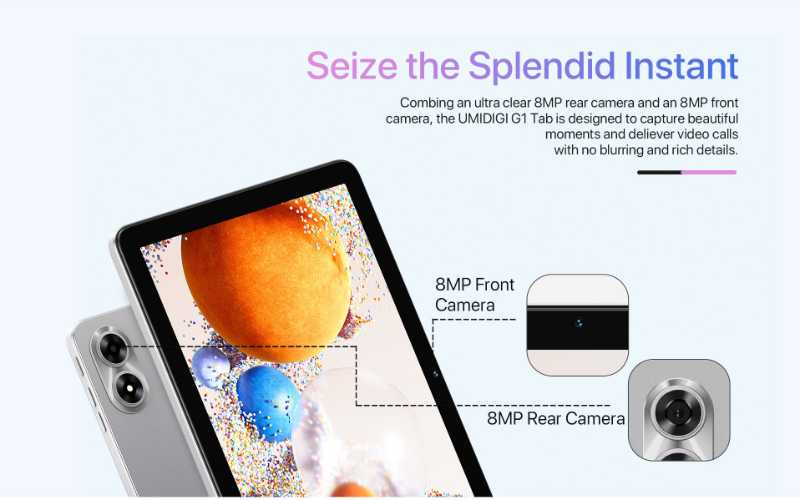 Seize the Splendid Instant
Combing an ultra clear 8MP rear camera and an 8MP front
camera, the UMIDIGI G1 Tab is designed to capture beautiful
moments and deliever video calls
with no blurring and rich details.
8MP Front
Camera
8MP Rear Camera